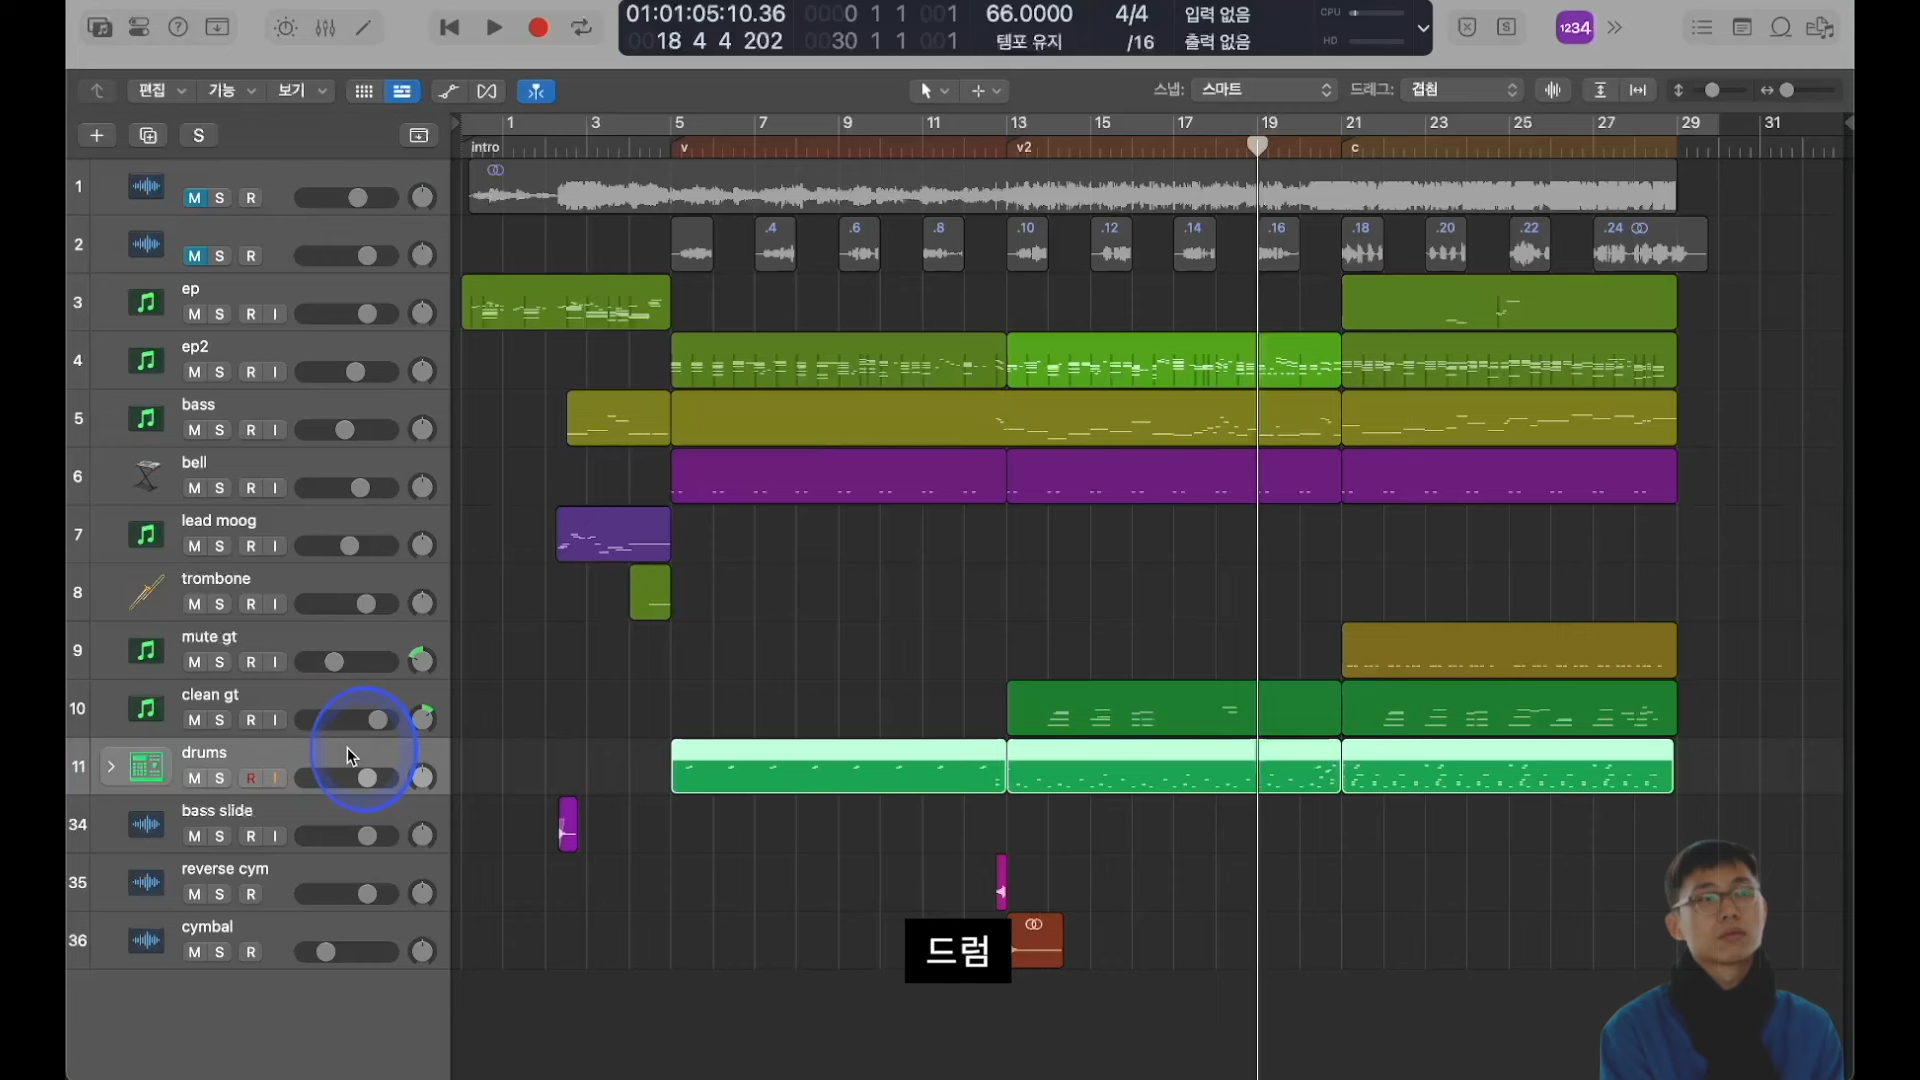 01:01:05:10.36
18 4 4 202
0000 1 1 001
0030 1 1 001
66.0000
템포 유지
4/4
/16
입력 없음
출력 없음
CPU
HD
S
1234
편집
기능
보기
스냅: 스마트
드래그: 겹침
S
1 3 5 7 9 11 13 15 17 19 21 23 25 27 29 31
intro v v2 c
1
M S R
2
M S R
.4 .6 .8 .10 .12 .14 .16 .18 .20 .22 .24
3 ep
M S R I
4 ep2
M S R I
5 bass
M S R I
6 bell
M S R I
7 lead moog
M S R I
8 trombone
M S R I
9 mute gt
M S R I
10 clean gt
M S R I
11 drums
M S R I
34 bass slide
M S R I
35 reverse cym
M S R
36 cymbal
M S R
드럼